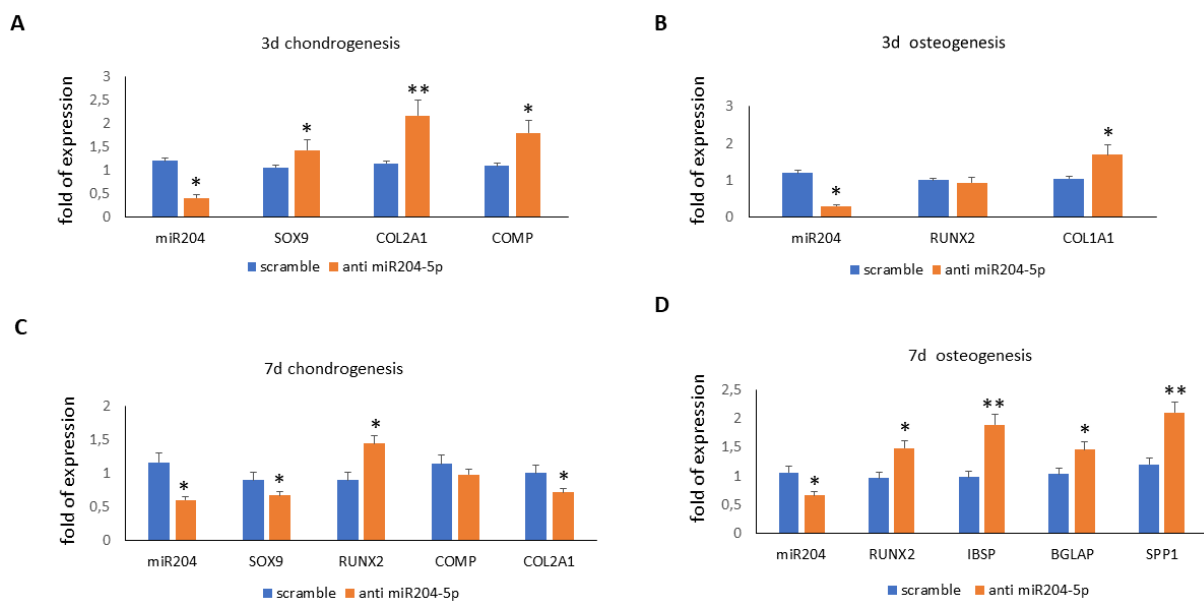 A
3d chondrogenesis
fold of expression
3
2,5
2
1,5
1
0,5
0
*
*
**
*
miR204 SOX9 COL2A1 COMP
scramble anti miR204-5p
B
3d osteogenesis
fold of expression
3
2
1
0
*
*
miR204 RUNX2 COL1A1
scramble anti miR204-5p
C
7d chondrogenesis
fold of expression
2
1,5
1
0,5
0
*
*
*
*
miR204 SOX9 RUNX2 COMP COL2A1
scramble anti miR204-5p
D
7d osteogenesis
fold of expression
2,5
2
1,5
1
0,5
0
*
*
**
*
**
miR204 RUNX2 IBSP BGLAP SPP1
scramble anti miR204-5p